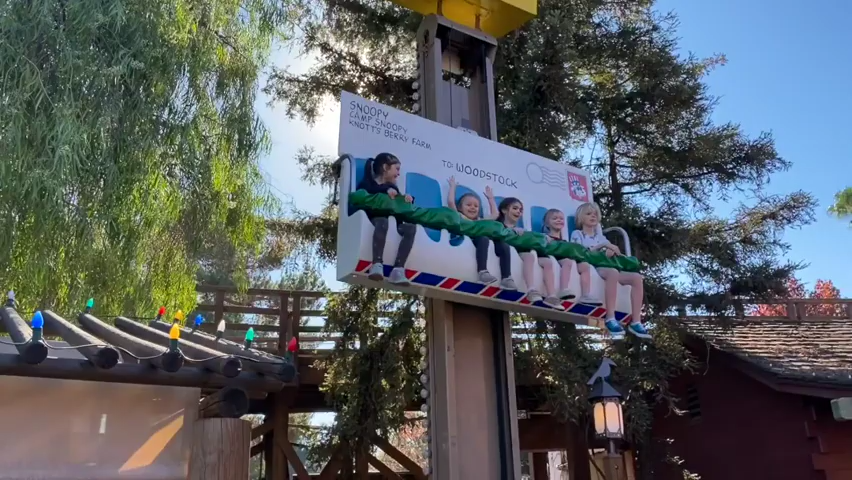 SNOOPY
CAMP SNOOPY
KNOTT'S BERRY FARM
TO: WOODSTOCK